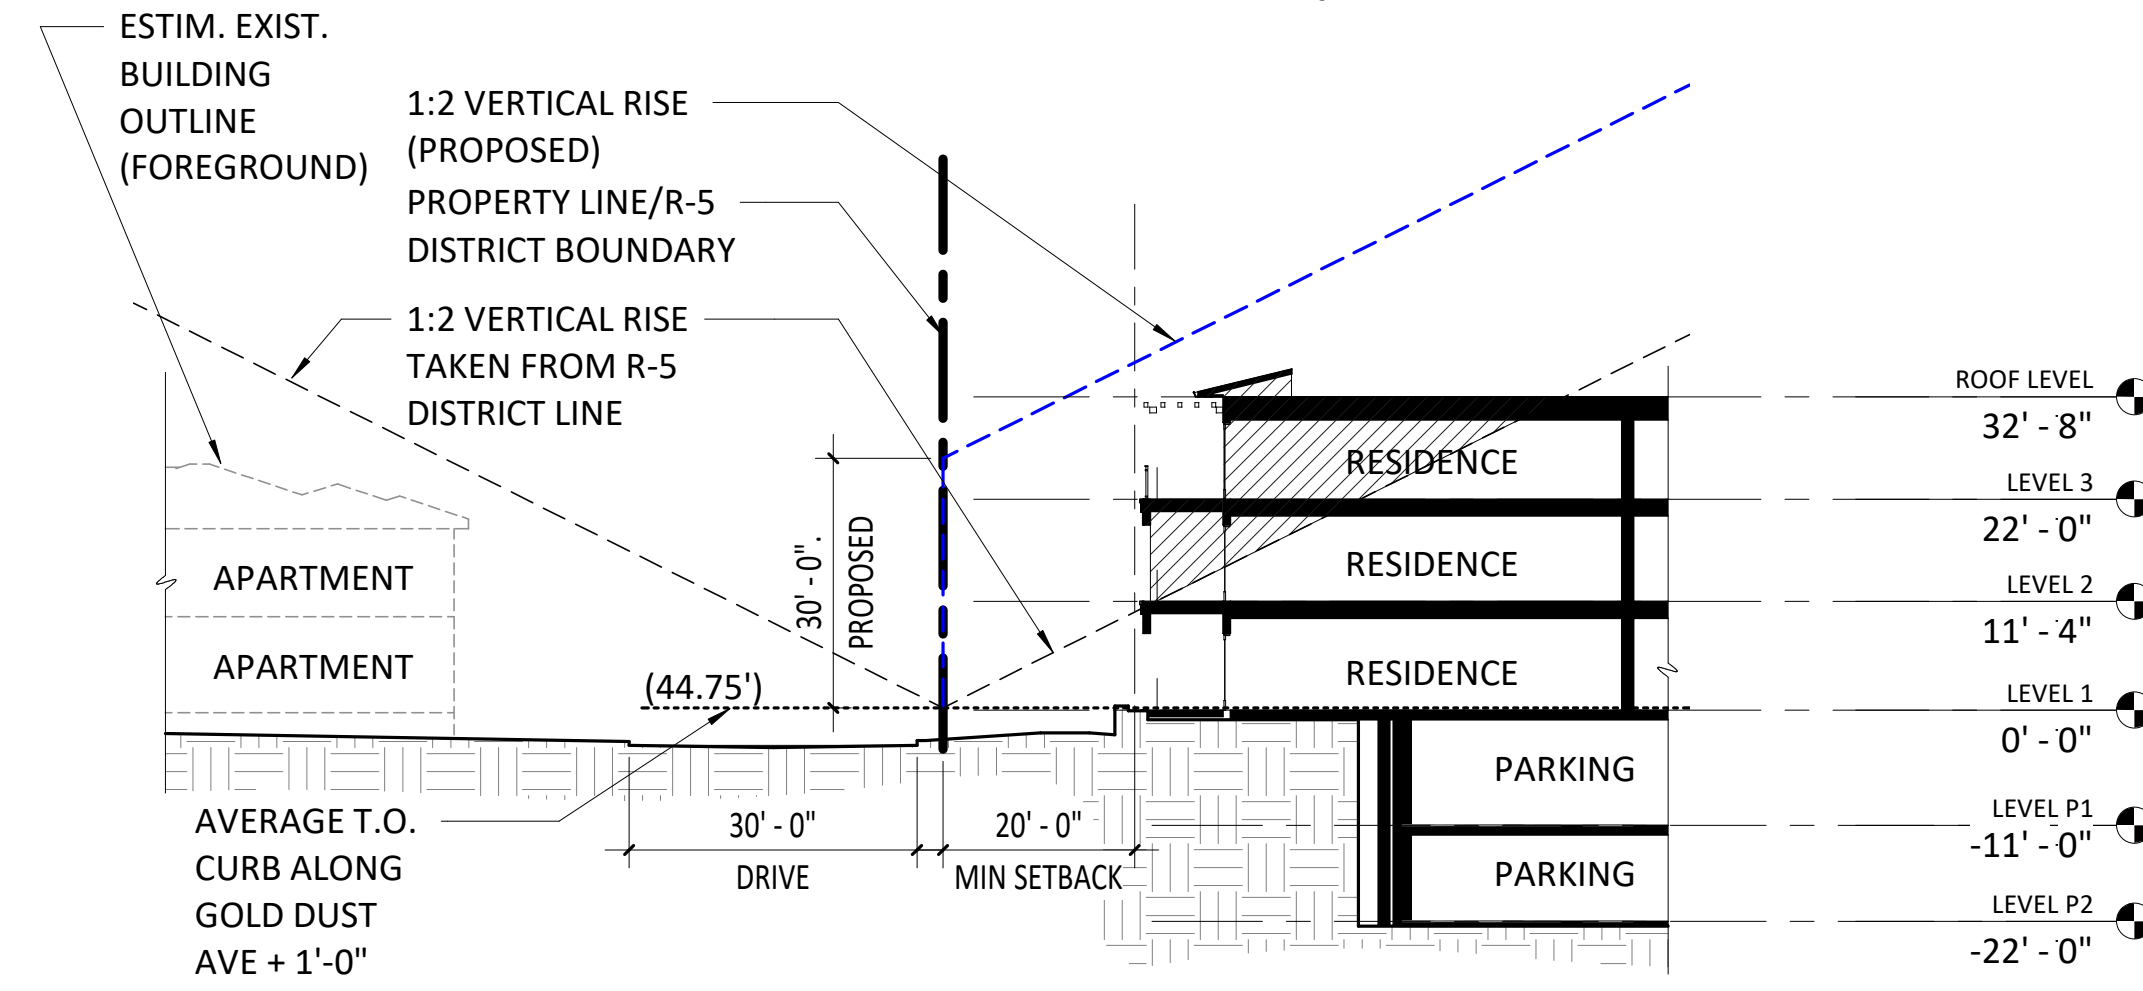 ESTIM. EXIST.
BUILDING
OUTLINE
(FOREGROUND)
1:2 VERTICAL RISE
(PROPOSED)
PROPERTY LINE/R-5
DISTRICT BOUNDARY
1:2 VERTICAL RISE
TAKEN FROM R-5
DISTRICT LINE
APARTMENT
APARTMENT
30' - 0".
PROPOSED
(44.75')
RESIDENCE
RESIDENCE
RESIDENCE
PARKING
PARKING
AVERAGE T.O.
CURB ALONG
GOLD DUST
AVE + 1'-0"
30' - 0"
DRIVE
20' - 0"
MIN SETBACK
ROOF LEVEL
32' - 8"
LEVEL 3
22' - 0"
LEVEL 2
11' - 4"
LEVEL 1
0' - 0"
LEVEL P1
-11' - 0"
LEVEL P2
-22' - 0"